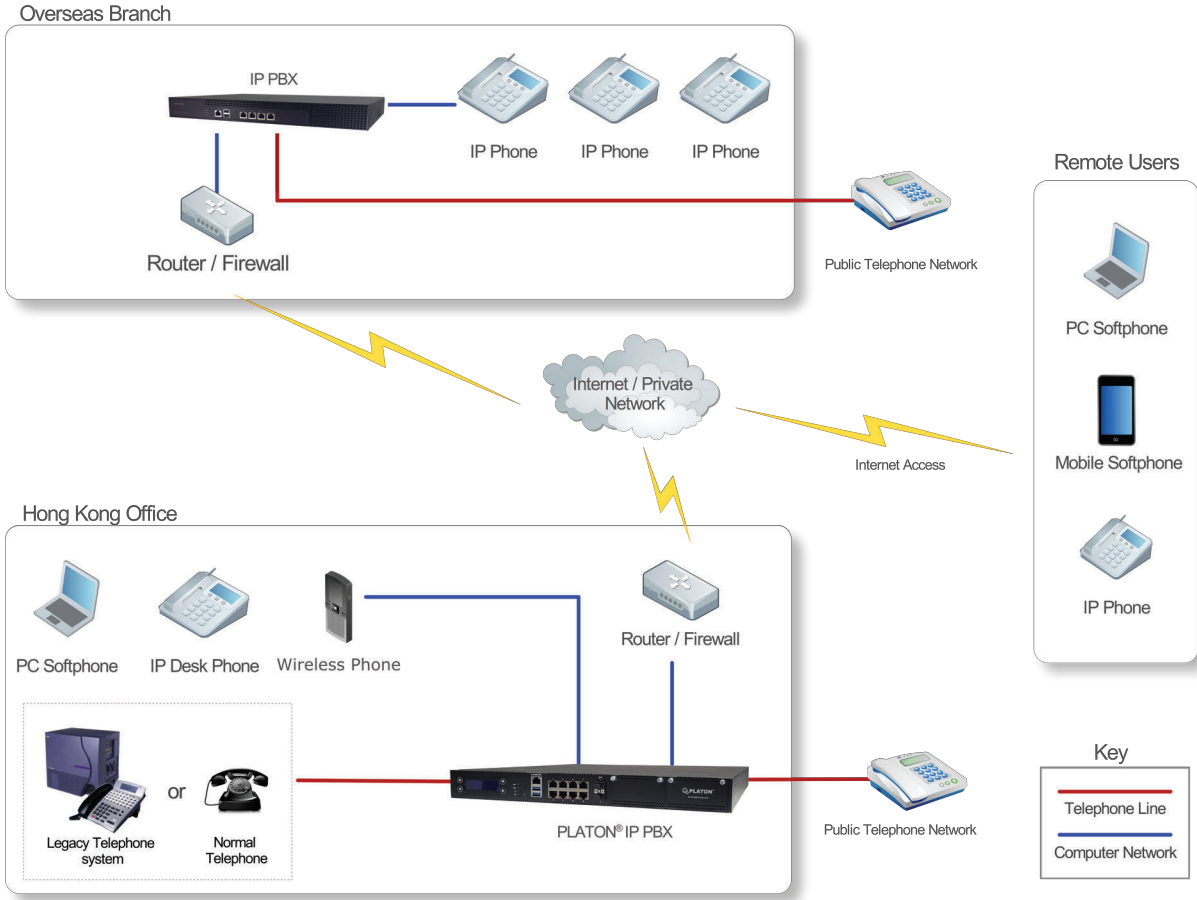 Overseas Branch
IP PBX
IP Phone
IP Phone
IP Phone
Router / Firewall
Public Telephone Network
Remote Users
PC Softphone
Mobile Softphone
IP Phone
Internet / Private
Network
Internet Access
Hong Kong Office
PC Softphone
IP Desk Phone
Wireless Phone
Router / Firewall
Legacy Telephone
system
or
Normal
Telephone
PLATON
PLATON® IP PBX
Public Telephone Network
Key
Telephone Line
Computer Network